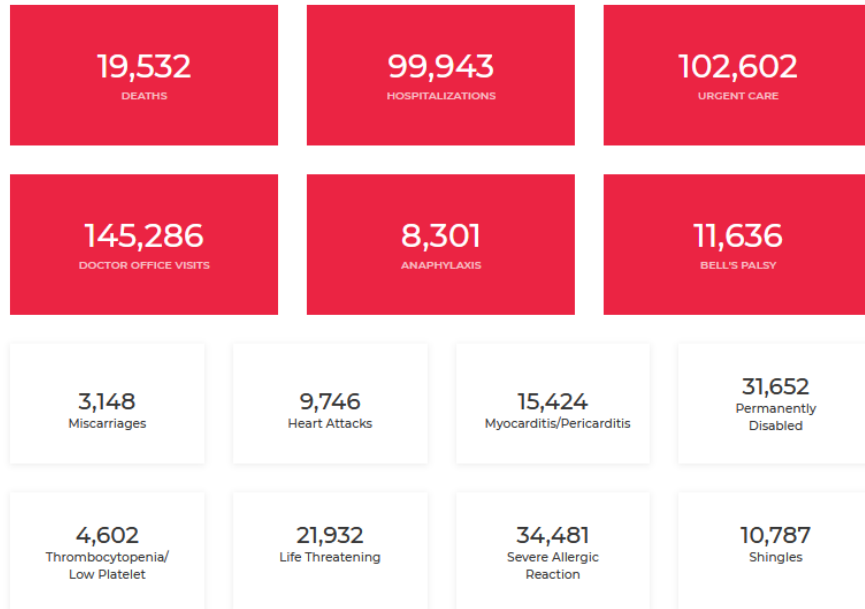 19,532 99,943 102,602
DEATHS HOSPITALIZATIONS URGENT CARE
145,286 8,301 11,636
DOCTOR OFFICE VISITS ANAPHYLAXIS BELL'S PALSY
3,148 9,746 15,424 31,652
Miscarriages Heart Attacks Myocarditis/Pericarditis Permanently
Disabled
4,602 21,932 34,481 10,787
Thrombocytopenia/ Life Threatening Severe Allergic Shingles
Low Platelet Reaction